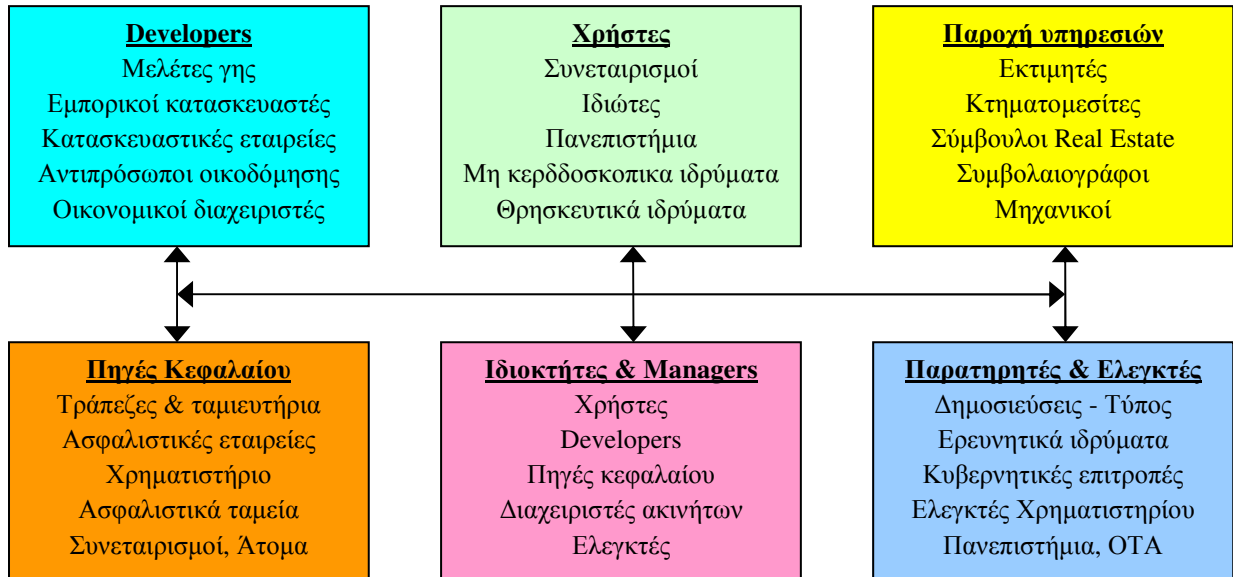 Developers
Μελέτες γης
Εμπορικοί κατασκευαστές
Κατασκευαστικές εταιρείες
Αντιπρόσωποι οικοδόμησης
Οικονομικοί διαχειριστές
Χρήστες
Συνεταιρισμοί
Ιδιώτες
Πανεπιστήμια
Μη κερδδοσκοπικα ιδρύματα
Θρησκευτικά ιδρύματα
Παροχή υπηρεσιών
Εκτιμητές
Κτηματομεσίτες
Σύμβουλοι Real Estate
Συμβολαιογράφοι
Μηχανικοί
Πηγές Κεφαλαίου
Τράπεζες & ταμιευτήρια
Ασφαλιστικές εταιρείες
Χρηματιστήριο
Ασφαλιστικά ταμεία
Συνεταιρισμοί, Άτομα
Ιδιοκτήτες & Managers
Χρήστες
Developers
Πηγές κεφαλαίου
Διαχειριστές ακινήτων
Ελεγκτές
Παρατηρητές & Ελεγκτές
Δημοσιεύσεις - Τύπος
Ερευνητικά ιδρύματα
Κυβερνητικές επιτροπές
Ελεγκτές Χρηματιστηρίου
Πανεπιστήμια, ΟΤΑ